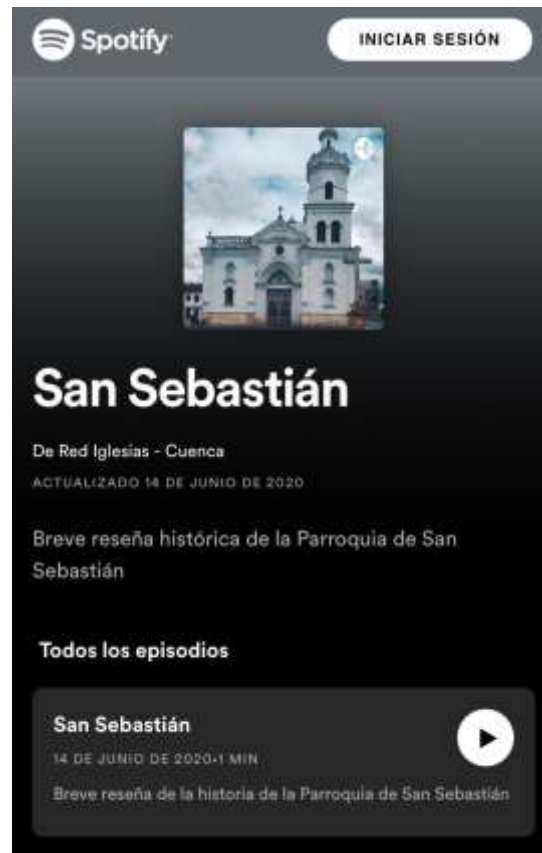 Spotify
INICIAR SESIÓN
San Sebastián
De Red Iglesias - Cuenca
ACTUALIZADO 14 DE JUNIO DE 2020
Breve reseña histórica de la Parroquia de San
Sebastián
Todos los episodios
San Sebastián
14 DE JUNIO DE 2020•1 MIN
Breve reseña de la historia de la Parroquia de San Sebastián